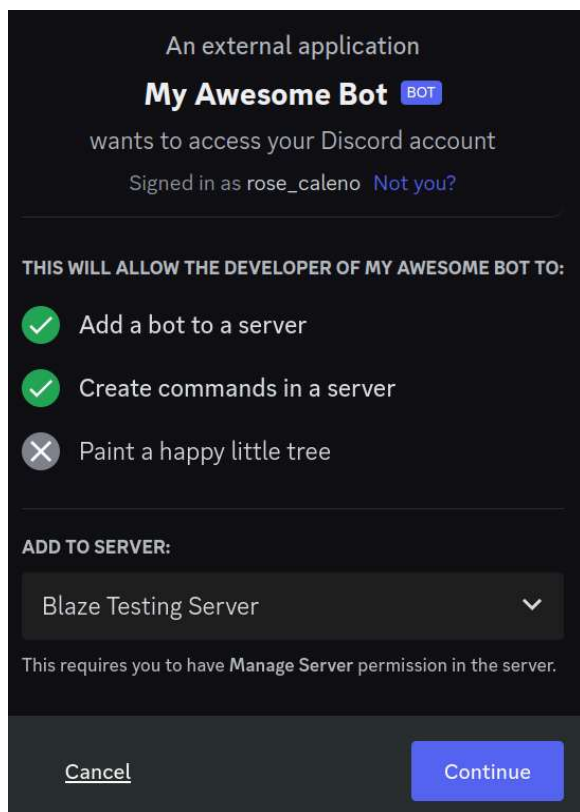 An external application
My Awesome Bot BOT
wants to access your Discord account
Signed in as rose_caleno Not you?
THIS WILL ALLOW THE DEVELOPER OF MY AWESOME BOT TO:
Add a bot to a server
Create commands in a server
Paint a happy little tree
ADD TO SERVER:
Blaze Testing Server
This requires you to have Manage Server permission in the server.
Cancel Continue